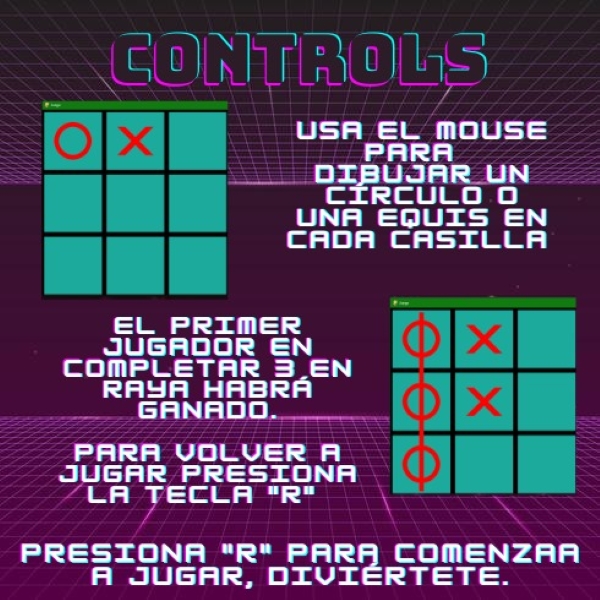 CONTROLS
USA EL MOUSE
PARA
DIBUJAR UN
CÍRCULO O
UNA EQUIS EN
CADA CASILLA
EL PRIMER
JUGADOR EN
COMPLETAR 3 EN
RAYA HABRÁ
GANADO.
PARA VOLVER A
JUGAR PRESIONA
LA TECLA "R"
PRESIONA "R" PARA COMENZAA
A JUGAR, DIVIÉRTETE.